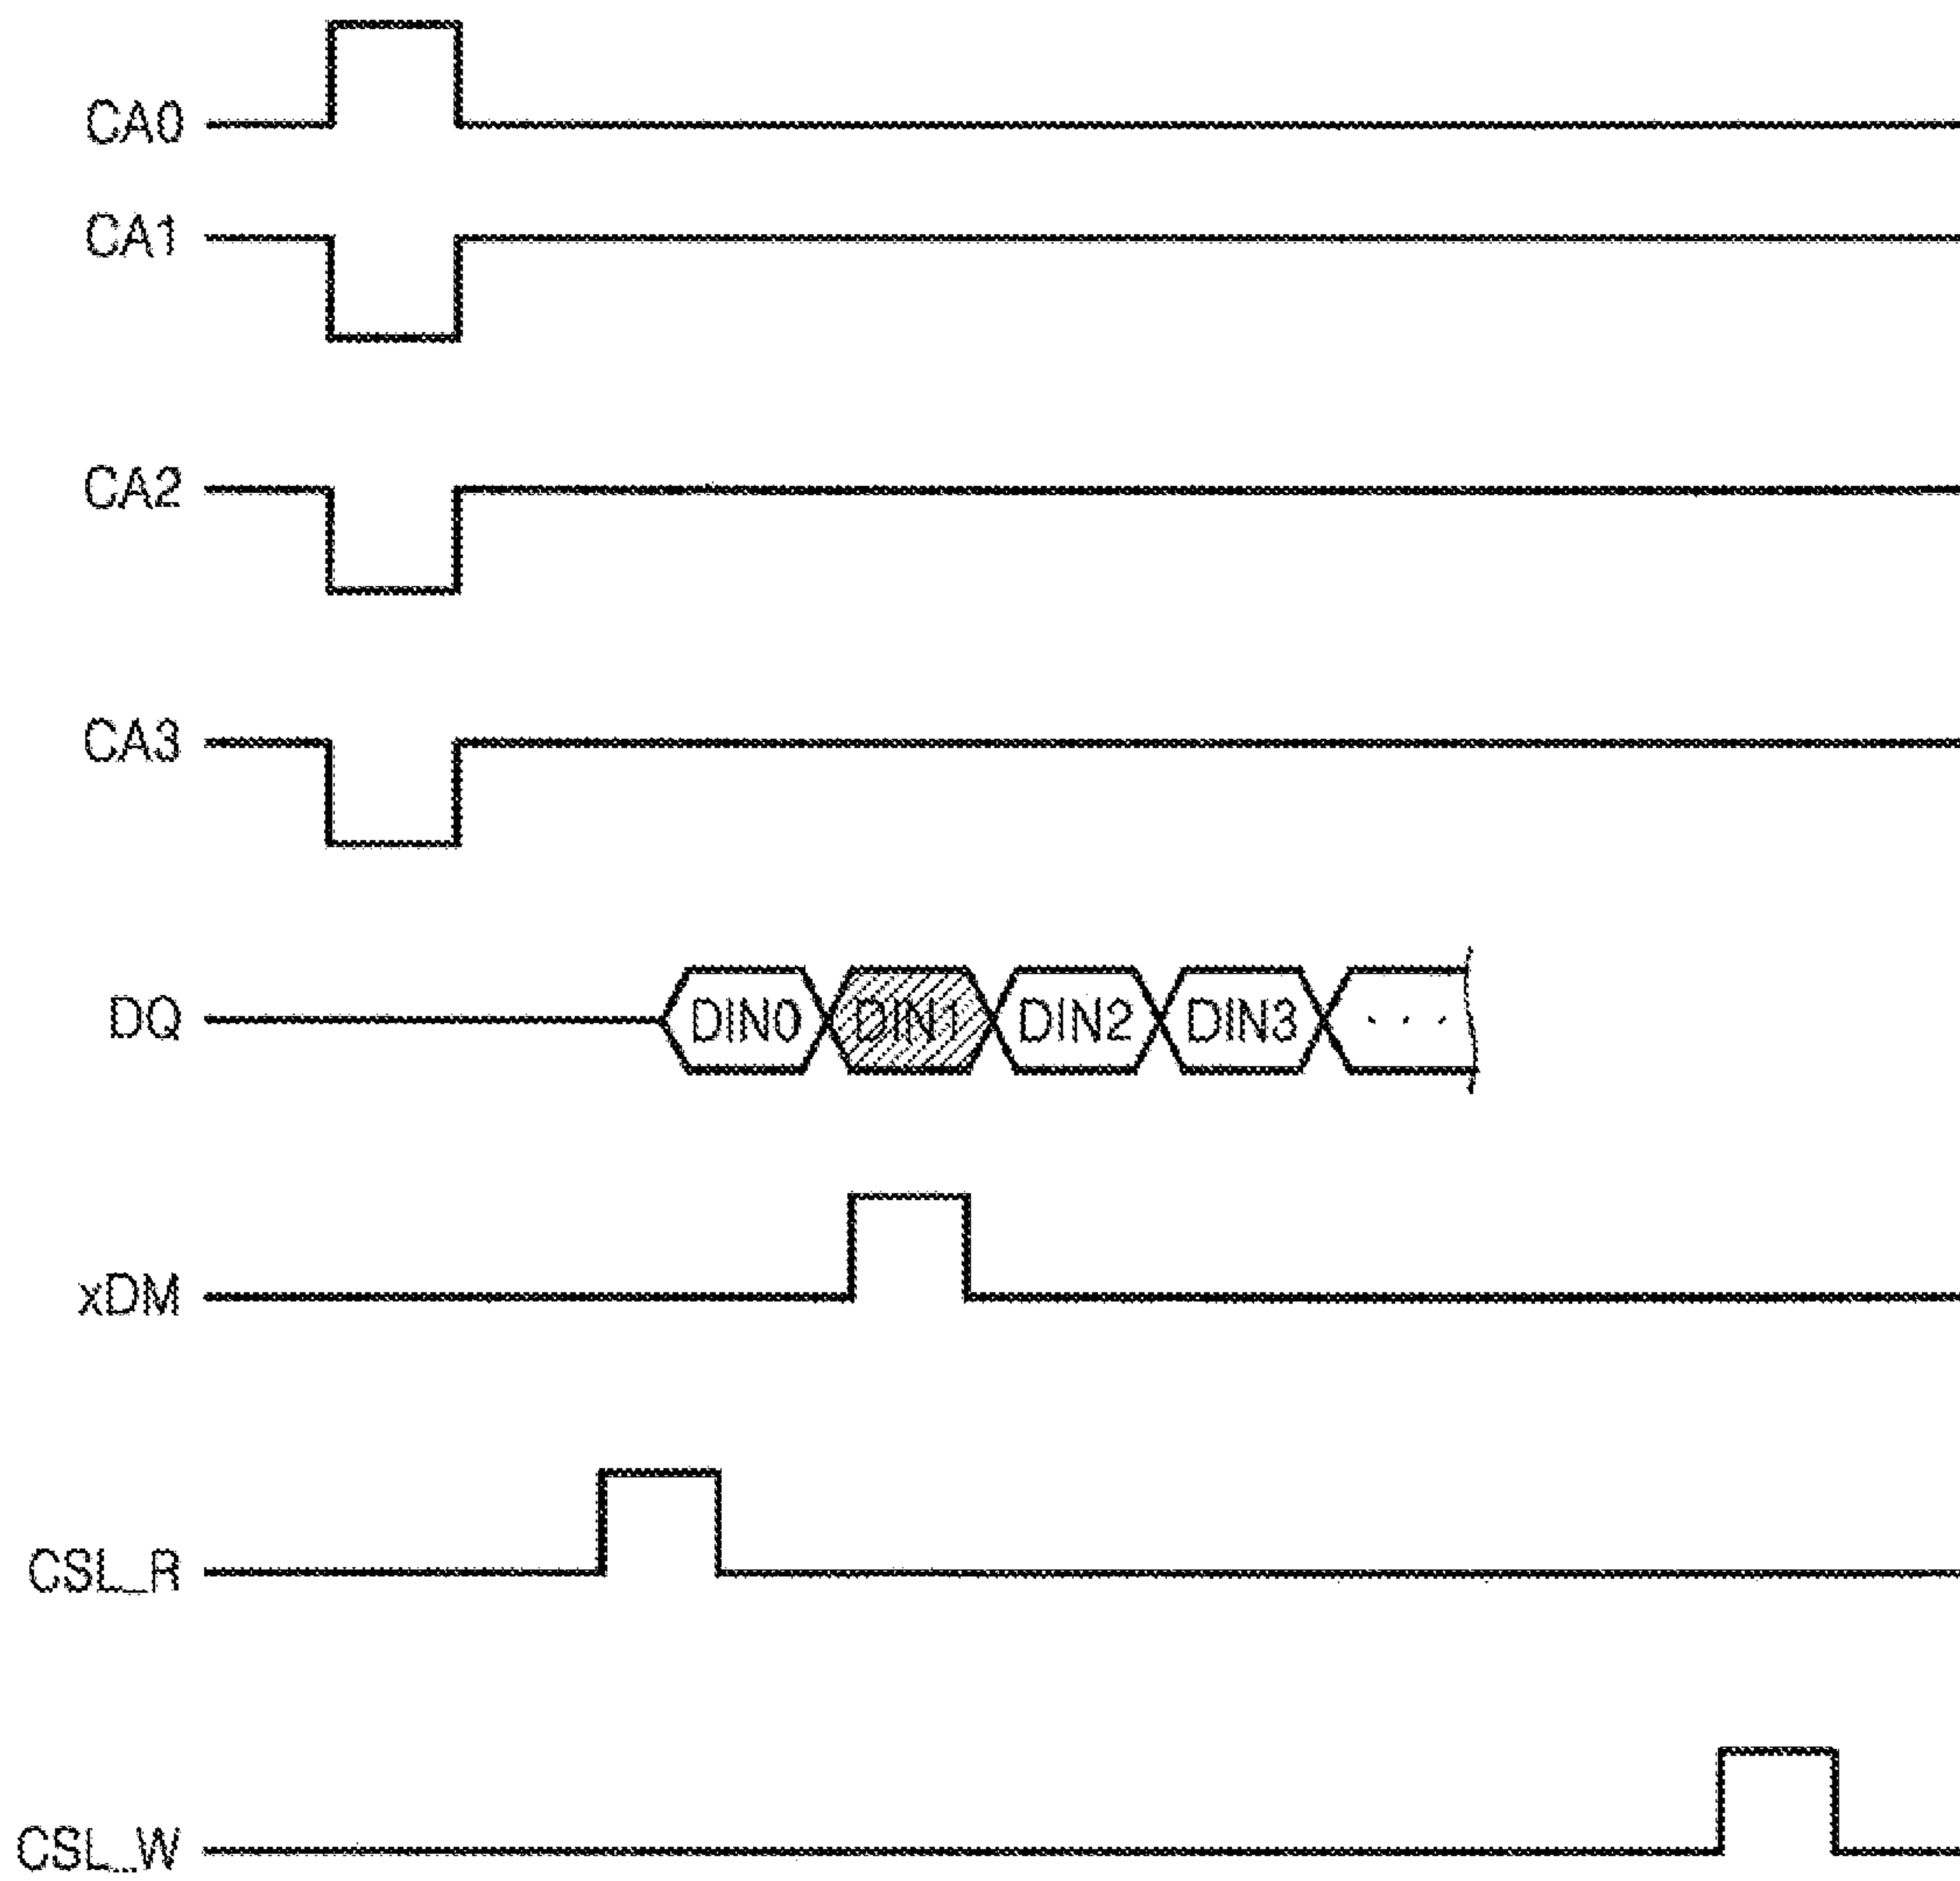 CA0
CA1
CA2
CA3
DQ DIN0 DIN1 DIN2 DIN3 . . .
xDM
CSL_R
CSL_W